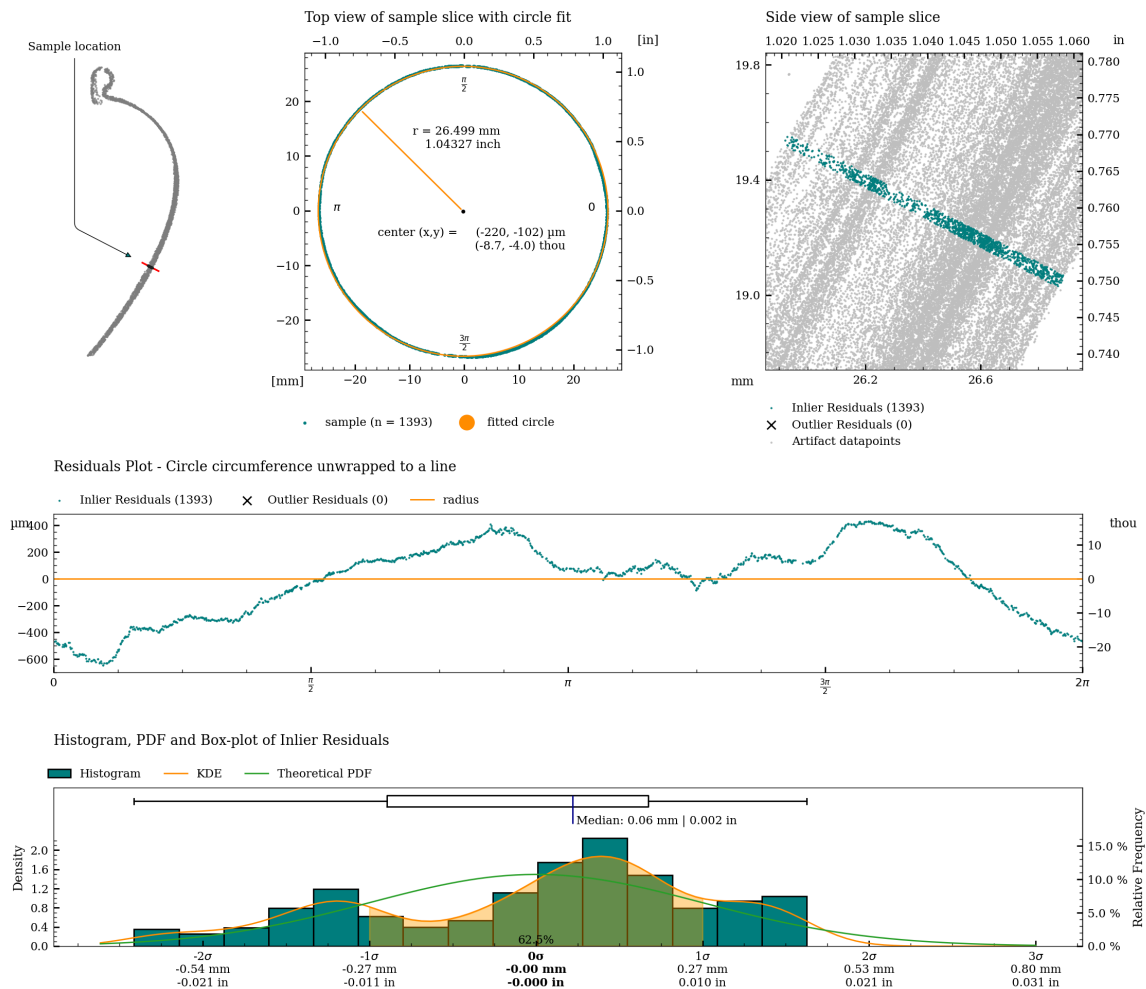 Top view of sample slice with circle fit
Side view of sample slice
Sample location
−1.0 −0.5 0.0 0.5 1.0 [in]
1.020 1.025 1.030 1.035 1.040 1.045 1.050 1.055 1.060 in
20
10
0
−10
−20
[mm]
−20 −10 0 10 20
1.0
0.5
0.0
−0.5
−1.0
π/2
r = 26.499 mm
1.04327 inch
π
0
center (x,y) = (-220, -102) µm
(-8.7, -4.0) thou
3π/2
sample (n = 1393) fitted circle
19.8
19.4
19.0
mm 26.2 26.6
0.780
0.775
0.770
0.765
0.760
0.755
0.750
0.745
0.740
Inlier Residuals (1393)
Outlier Residuals (0)
Artifact datapoints
Residuals Plot - Circle circumference unwrapped to a line
Inlier Residuals (1393) Outlier Residuals (0) radius
µm
thou
400
200
0
−200
−400
−600
10
0
−10
−20
0 π/2 π 3π/2 2π
Histogram, PDF and Box-plot of Inlier Residuals
Histogram KDE Theoretical PDF
Median: 0.06 mm | 0.002 in
Density
2.0
1.6
1.2
0.8
0.4
0.0
15.0 %
10.0 %
5.0 %
0.0 %
Relative Frequency
62.5%
-2σ -1σ 0σ 1σ 2σ 3σ
-0.54 mm -0.27 mm -0.00 mm 0.27 mm 0.53 mm 0.80 mm
-0.021 in -0.011 in -0.000 in 0.010 in 0.021 in 0.031 in